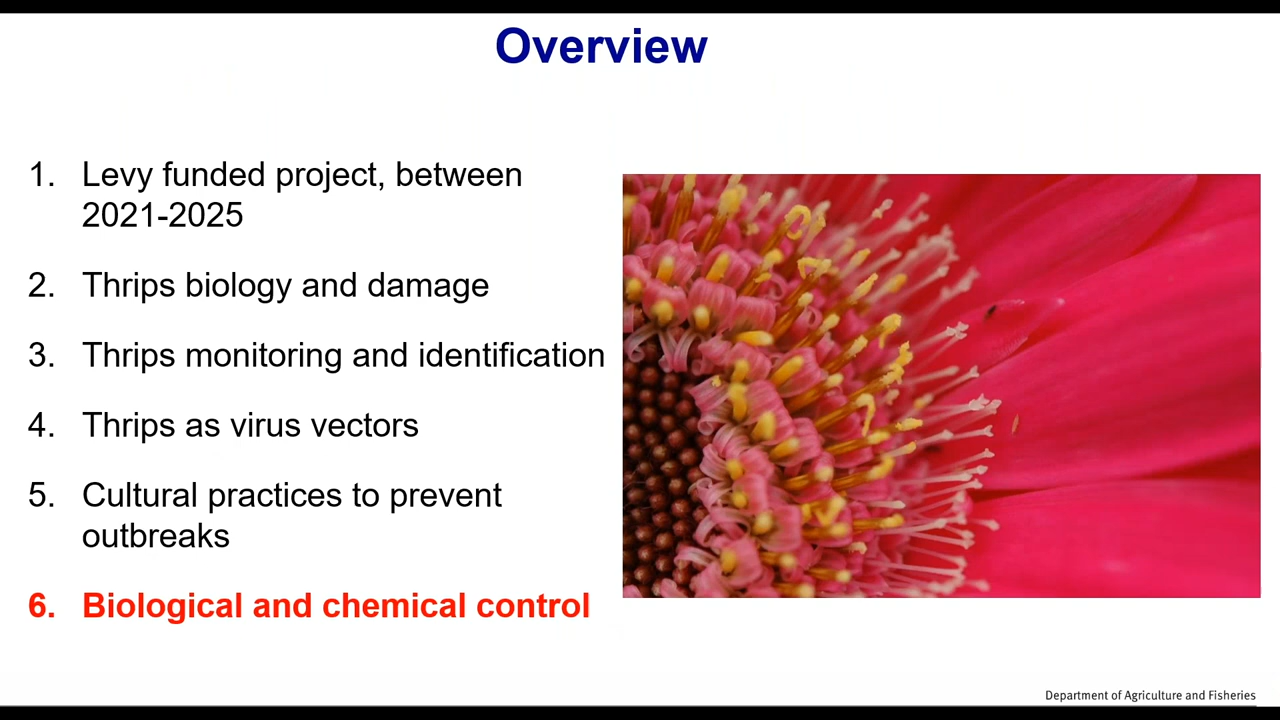 Overview
1. Levy funded project, between
2021-2025
2. Thrips biology and damage
3. Thrips monitoring and identification
4. Thrips as virus vectors
5. Cultural practices to prevent
outbreaks
6. Biological and chemical control
Department of Agriculture and Fisheries